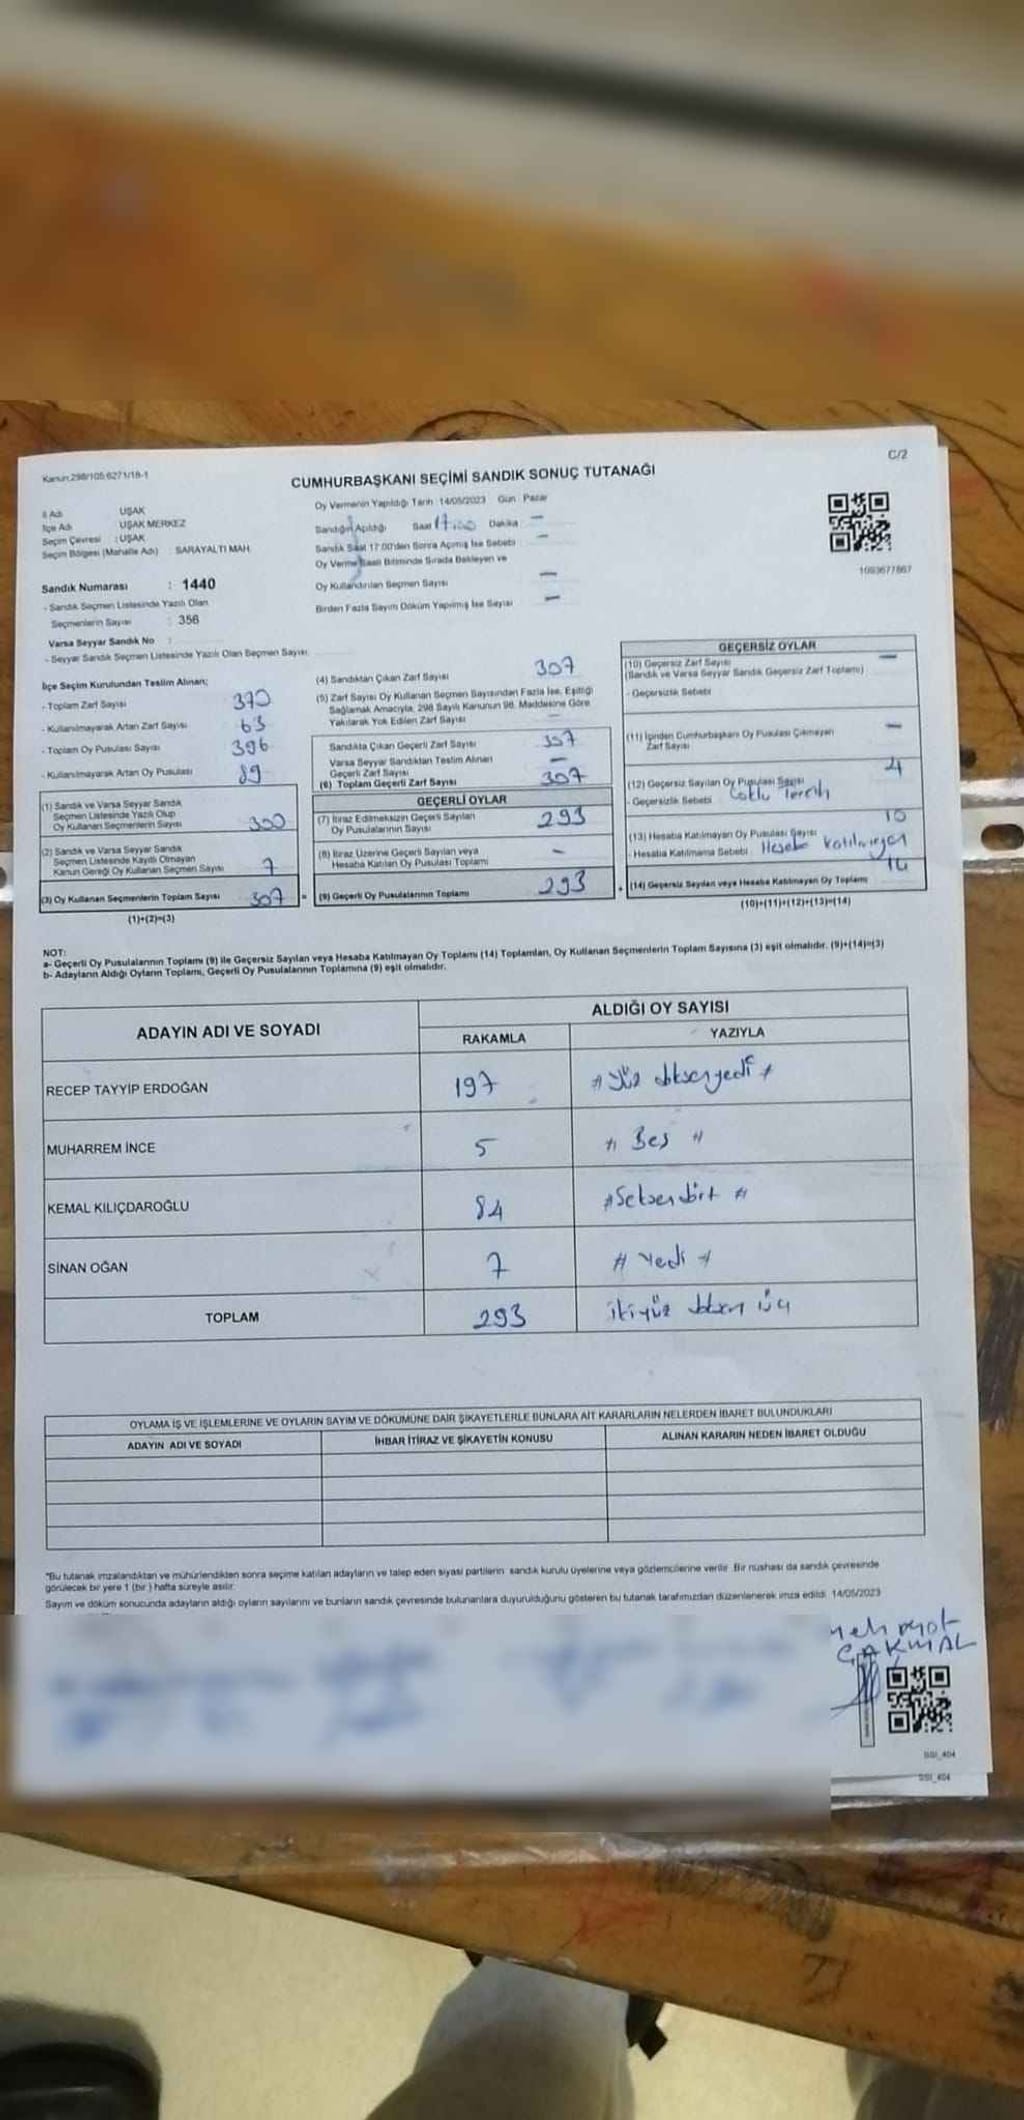 Kanun:298/105 6271/18-1
C/2
CUMHURBAŞKANI SEÇİMİ SANDIK SONUÇ TUTANAĞI
İl Adı : UŞAK
İlçe Adı : UŞAK MERKEZ
Seçim Çevresi : UŞAK
Seçim Bölgesi (Mahalle Adı) : SARAYALTI MAH.
Sandık Numarası : 1440
- Sandık Seçmen Listesinde Yazılı Olan
Seçmenlerin Sayısı : 356
Varsa Seyyar Sandık No :
- Seyyar Sandık Seçmen Listesinde Yazılı Olan Seçmen Sayısı:
Oy Vermenin Yapıldığı Tarih : 14/05/2023 Gün : Pazar
Sandığın Açıldığı Saat 17:00 Dakika —
Sandık Saat 17:00'den Sonra Açımış İse Sebebi : —
Oy Verme Saati Bitiminde Sırada Bekleyen ve
Oy Kullandırılan Seçmen Sayısı —
Birden Fazla Sayım Döküm Yapılmış İse Sayısı —
1093677867
İlçe Seçim Kurulundan Teslim Alınan;
- Toplam Zarf Sayısı 370
- Kullanılmayarak Artan Zarf Sayısı 63
- Toplam Oy Pusulası Sayısı 396
- Kullanılmayarak Artan Oy Pusulası 89
(1) Sandık ve Varsa Seyyar Sandık
Seçmen Listesinde Yazılı Olup
Oy Kullanan Seçmenlerin Sayısı 300
(2) Sandık ve Varsa Seyyar Sandık
Seçmen Listesinde Kayıtlı Olmayan
Kanun Gereği Oy Kullanan Seçmen Sayısı 7
(3) Oy Kullanan Seçmenlerin Toplam Sayısı 307 =
(1)+(2)=(3)
(4) Sandıktan Çıkan Zarf Sayısı 307
(5) Zarf Sayısı Oy Kullanan Seçmen Sayısından Fazla İse, Eşitliği
Sağlamak Amacıyla, 298 Sayılı Kanunun 98. Maddesine Göre
Yakılarak Yok Edilen Zarf Sayısı —
Sandıkta Çıkan Geçerli Zarf Sayısı 307
Varsa Seyyar Sandıktan Teslim Alınan
Geçerli Zarf Sayısı —
(6) Toplam Geçerli Zarf Sayısı 307
GEÇERLİ OYLAR
(7) İtiraz Edilmeksizin Geçerli Sayılan
Oy Pusulalarının Sayısı 293
(8) İtiraz Üzerine Geçerli Sayılan veya
Hesaba Katılan Oy Pusulası Toplamı —
(9) Geçerli Oy Pusulalarının Toplamı 293 +
GEÇERSİZ OYLAR
(10) Geçersiz Zarf Sayısı —
(Sandık ve Varsa Seyyar Sandık Geçersiz Zarf Toplamı)
- Geçersizlik Sebebi
(11) İçinden Cumhurbaşkanı Oy Pusulası Çıkmayan
Zarf Sayısı —
(12) Geçersiz Sayılan Oy Pusulası Sayısı 4
- Geçersizlik Sebebi Çoklu Tercih
(13) Hesaba Katılmayan Oy Pusulası Sayısı 10
- Hesaba Katılmama Sebebi : Hesaba katılmayan
(14) Geçersiz Sayılan veya Hesaba Katılmayan Oy Toplamı 14
(10)+(11)+(12)+(13)=(14)
NOT:
a- Geçerli Oy Pusulalarının Toplamı (9) ile Geçersiz Sayılan veya Hesaba Katılmayan Oy Toplamı (14) Toplamları, Oy Kullanan Seçmenlerin Toplam Sayısına (3) eşit olmalıdır. (9)+(14)=(3)
b- Adayların Aldığı Oyların Toplamı, Geçerli Oy Pusulalarının Toplamına (9) eşit olmalıdır.
ADAYIN ADI VE SOYADI
ALDIĞI OY SAYISI
RAKAMLA YAZIYLA
RECEP TAYYİP ERDOĞAN 197 # Yüz doksanyedi #
MUHARREM İNCE 5 # Beş #
KEMAL KILIÇDAROĞLU 84 # Seksendört #
SİNAN OĞAN 7 # Yedi #
TOPLAM 293 ikiyüz doksan üç
OYLAMA İŞ VE İŞLEMLERİNE VE OYLARIN SAYIM VE DÖKÜMÜNE DAİR ŞİKAYETLERLE BUNLARA AİT KARARLARIN NELERDEN İBARET BULUNDUKLARI
ADAYIN ADI VE SOYADI İHBAR İTİRAZ VE ŞİKAYETİN KONUSU ALINAN KARARIN NEDEN İBARET OLDUĞU
"Bu tutanak imzalandıktan ve mühürlendikten sonra seçime katılan adayların ve talep eden siyasi partilerin sandık kurulu üyelerine veya gözlemcilerine verilir. Bir nüshası da sandık çevresinde
görülecek bir yere 1 (bir) hafta süreyle asılır.
Sayım ve döküm sonucunda adayların aldığı oyların sayılarını ve bunların sandık çevresinde bulunanlara duyurulduğunu gösteren bu tutanak tarafımızdan düzenlenerek imza edildi. 14/05/2023
ÇAKMAK
SSI_404
SSI_404